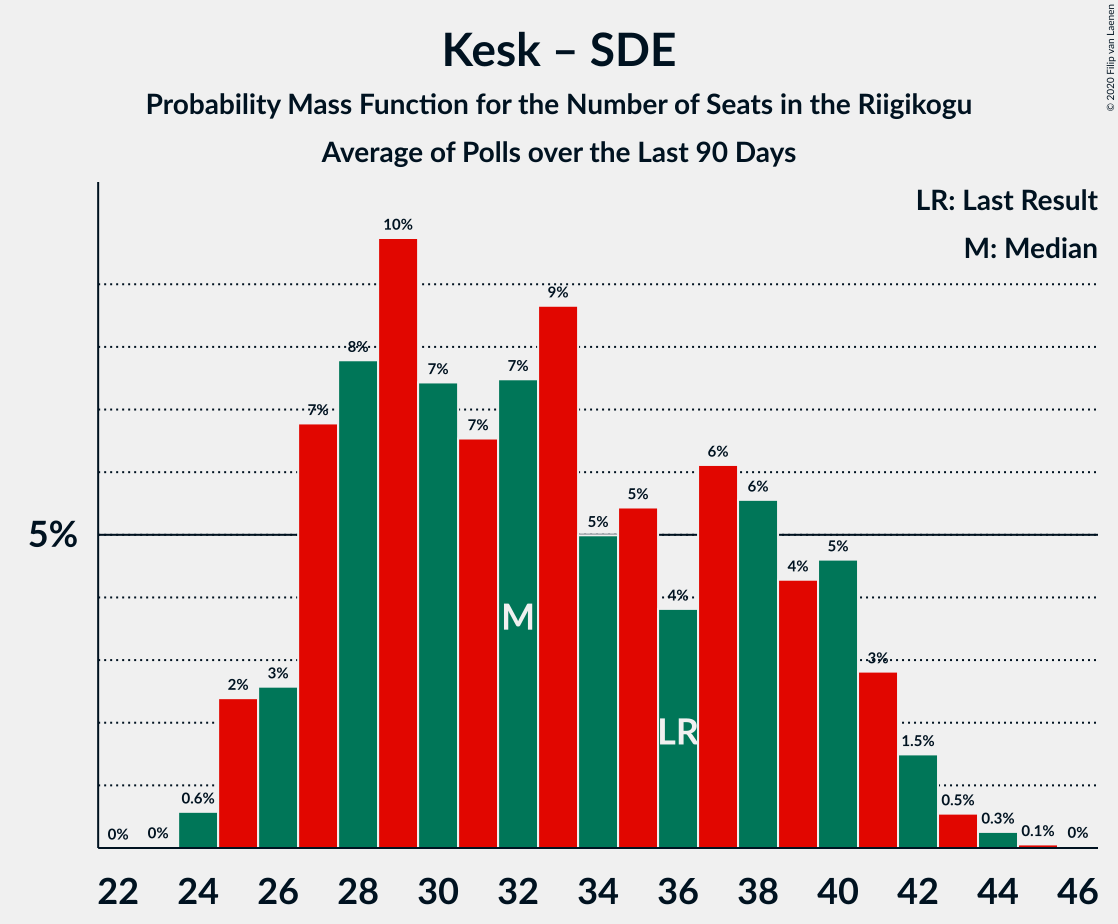 Kesk – SDE
Probability Mass Function for the Number of Seats in the Riigikogu
Average of Polls over the Last 90 Days
© 2020 Filip van Laenen
LR: Last Result
M: Median
5%
0%
0%
0.6%
2%
3%
7%
8%
10%
7%
7%
7%
9%
5%
5%
4%
6%
6%
4%
5%
3%
1.5%
0.5%
0.3%
0.1%
0%
M
LR
22 24 26 28 30 32 34 36 38 40 42 44 46